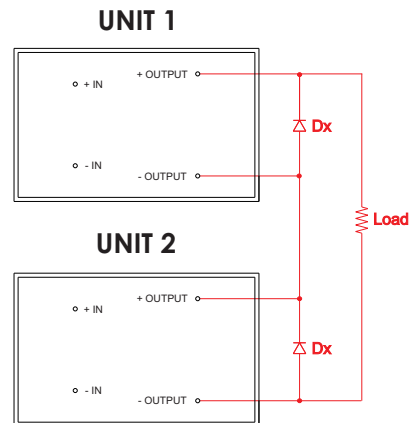 UNIT 1
+ OUTPUT
+ IN
Dx
- IN
- OUTPUT
Load
UNIT 2
+ OUTPUT
+ IN
Dx
- IN
- OUTPUT